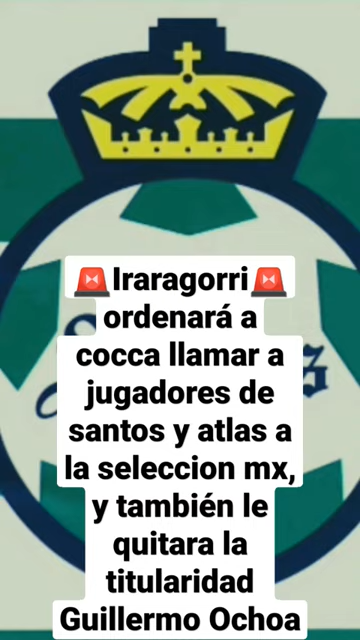 🚨Iraragorri🚨
ordenará a
cocca llamar a
jugadores de
santos y atlas a
la seleccion mx,
y también le
quitara la
titularidad
Guillermo Ochoa